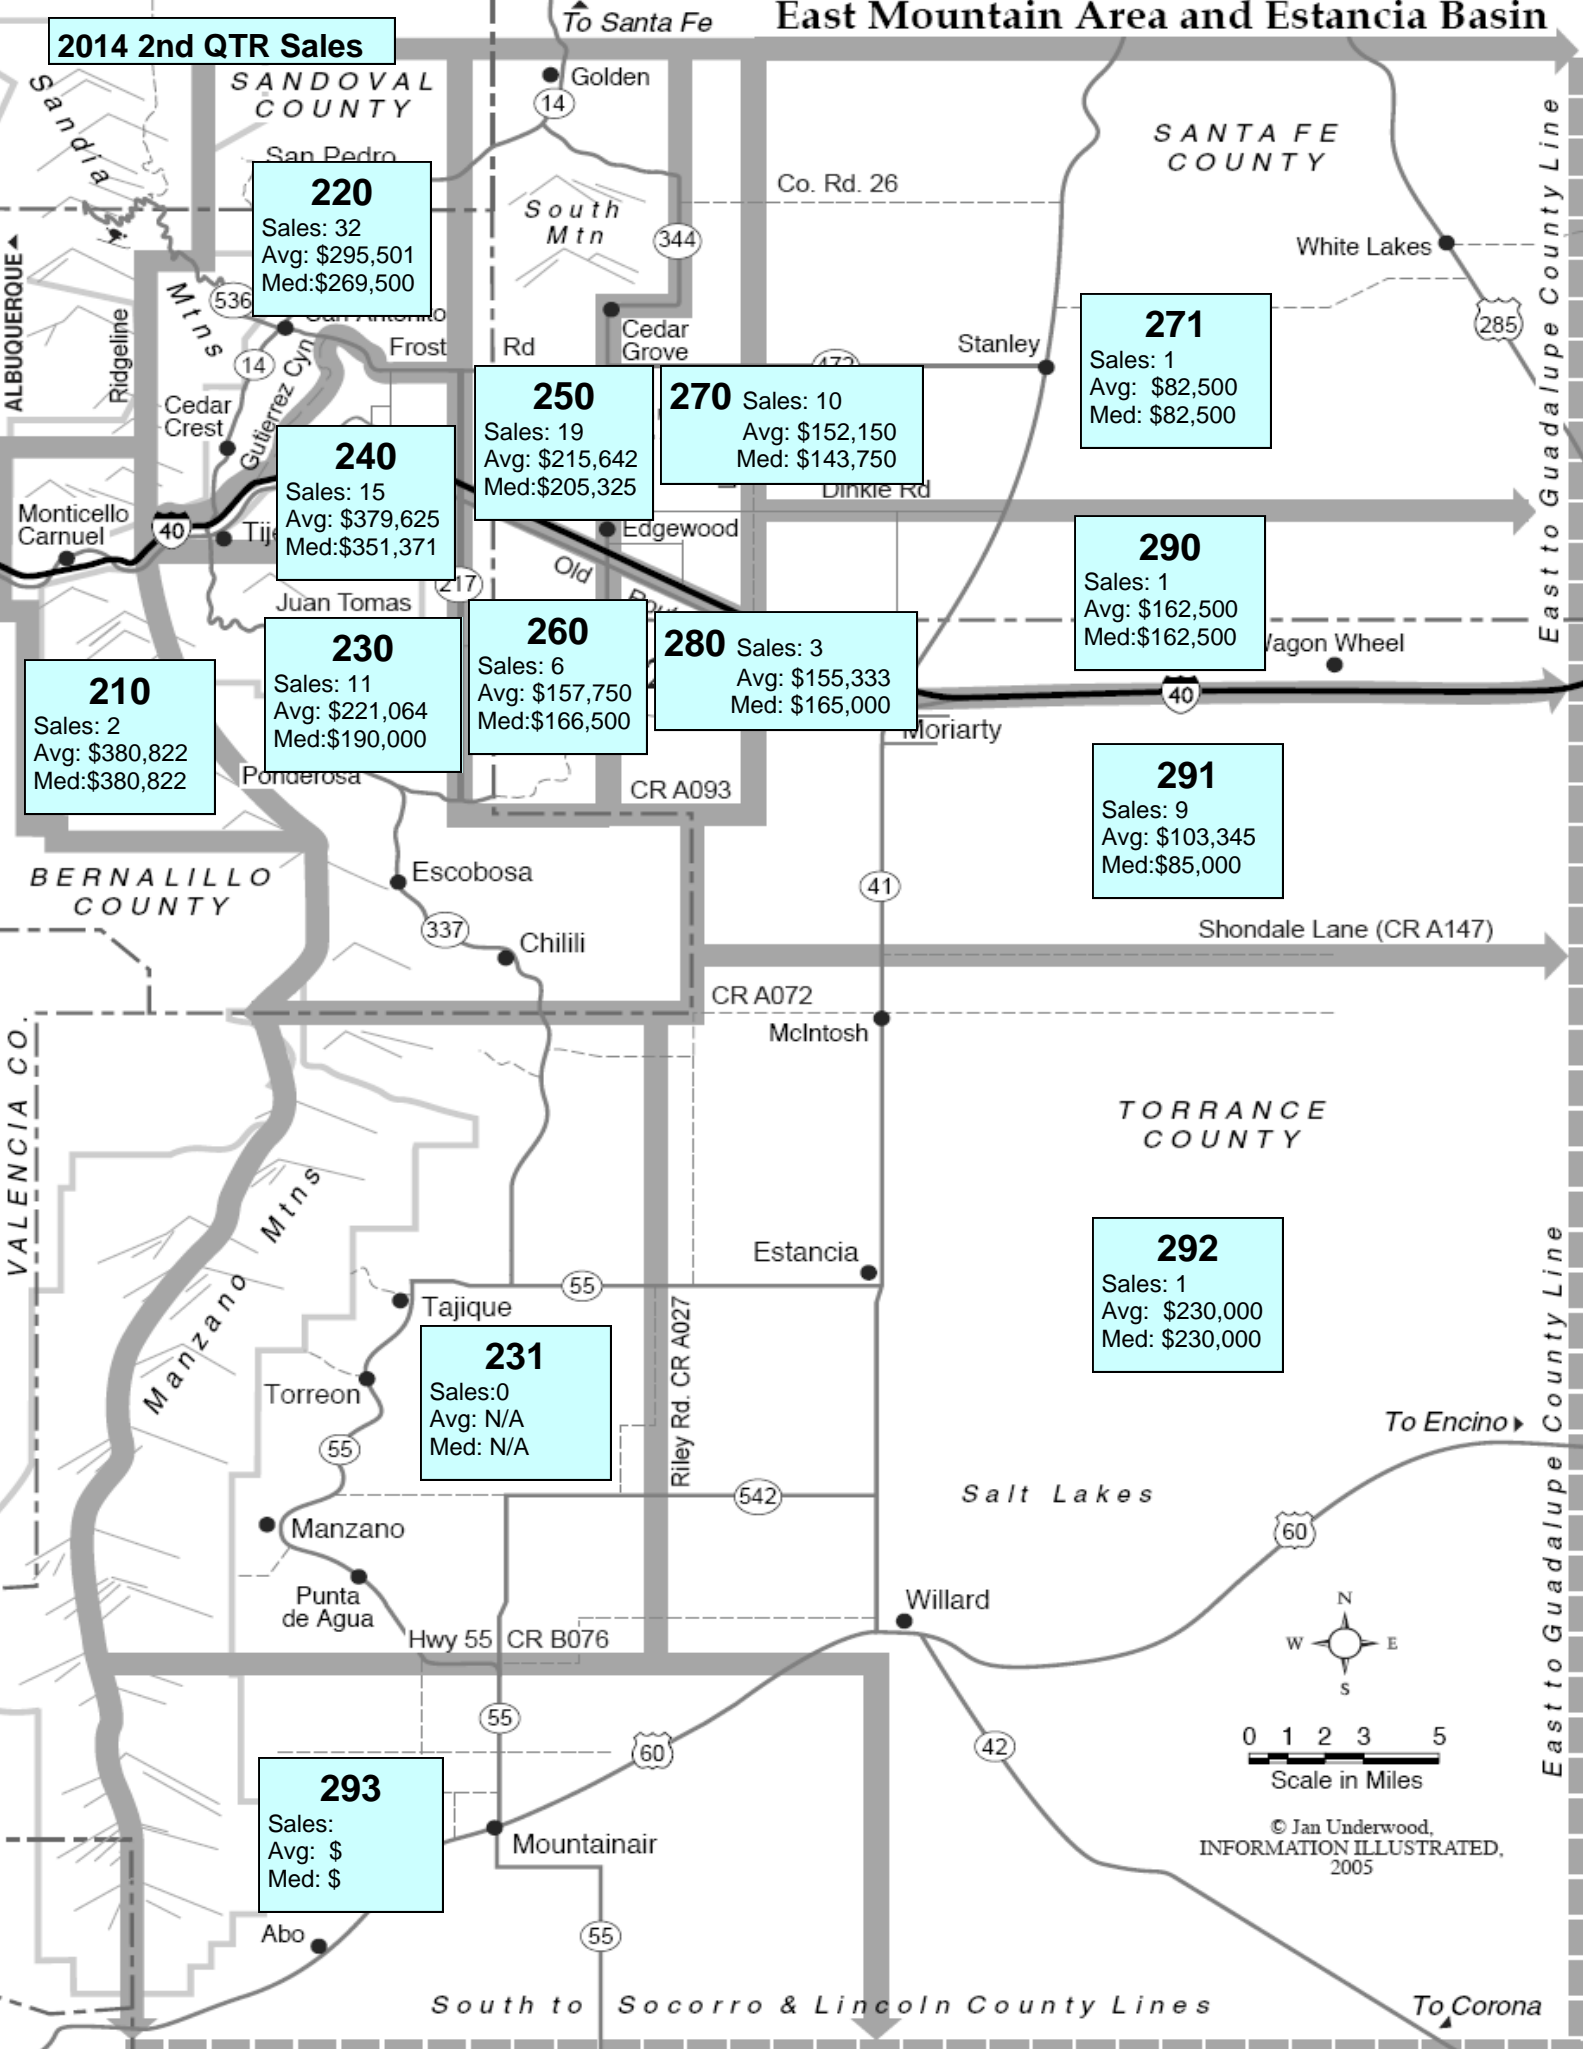 To Santa Fe
East Mountain Area and Estancia Basin
2014 2nd QTR Sales
SANDOVAL
COUNTY
Golden
14
Sandia
Mtns
SANTA FE
COUNTY
San Pedro
Co. Rd. 26
220
Sales: 32
Avg: $295,501
Med:$269,500
South
Mtn
344
White Lakes
ALBUQUERQUE
Ridgeline
536
San Antonito
Cedar
Grove
285
East to Guadalupe County Line
271
Sales: 1
Avg: $82,500
Med: $82,500
Frost
Rd
472
Stanley
14
Gutierrez Cyn
Cedar
Crest
250
Sales: 19
Avg: $215,642
Med:$205,325
270 Sales: 10
Avg: $152,150
Med: $143,750
240
Sales: 15
Avg: $379,625
Med:$351,371
Dinkle Rd
Monticello
Carnuel
40
Tije
Edgewood
Old
217
290
Sales: 1
Avg: $162,500
Med:$162,500
Juan Tomas
230
Sales: 11
Avg: $221,064
Med:$190,000
260
Sales: 6
Avg: $157,750
Med:$166,500
280 Sales: 3
Avg: $155,333
Med: $165,000
Wagon Wheel
210
Sales: 2
Avg: $380,822
Med:$380,822
40
Moriarty
Ponderosa
CR A093
291
Sales: 9
Avg: $103,345
Med:$85,000
BERNALILLO
COUNTY
Escobosa
41
337
Chilili
Shondale Lane (CR A147)
CR A072
McIntosh
VALENCIA CO.
TORRANCE
COUNTY
Manzano Mtns
Estancia
292
Sales: 1
Avg: $230,000
Med: $230,000
55
Tajique
Riley Rd. CR A027
231
Sales:0
Avg: N/A
Med: N/A
Torreon
55
East to Guadalupe County Line
To Encino
542
Salt Lakes
60
Manzano
Punta
de Agua
Willard
N
W E
S
Hwy 55
CR B076
55
60
42
0 1 2 3 5
Scale in Miles
293
Sales:
Avg: $
Med: $
Mountainair
© Jan Underwood,
INFORMATION ILLUSTRATED,
2005
Abo
55
South to Socorro & Lincoln County Lines
To Corona